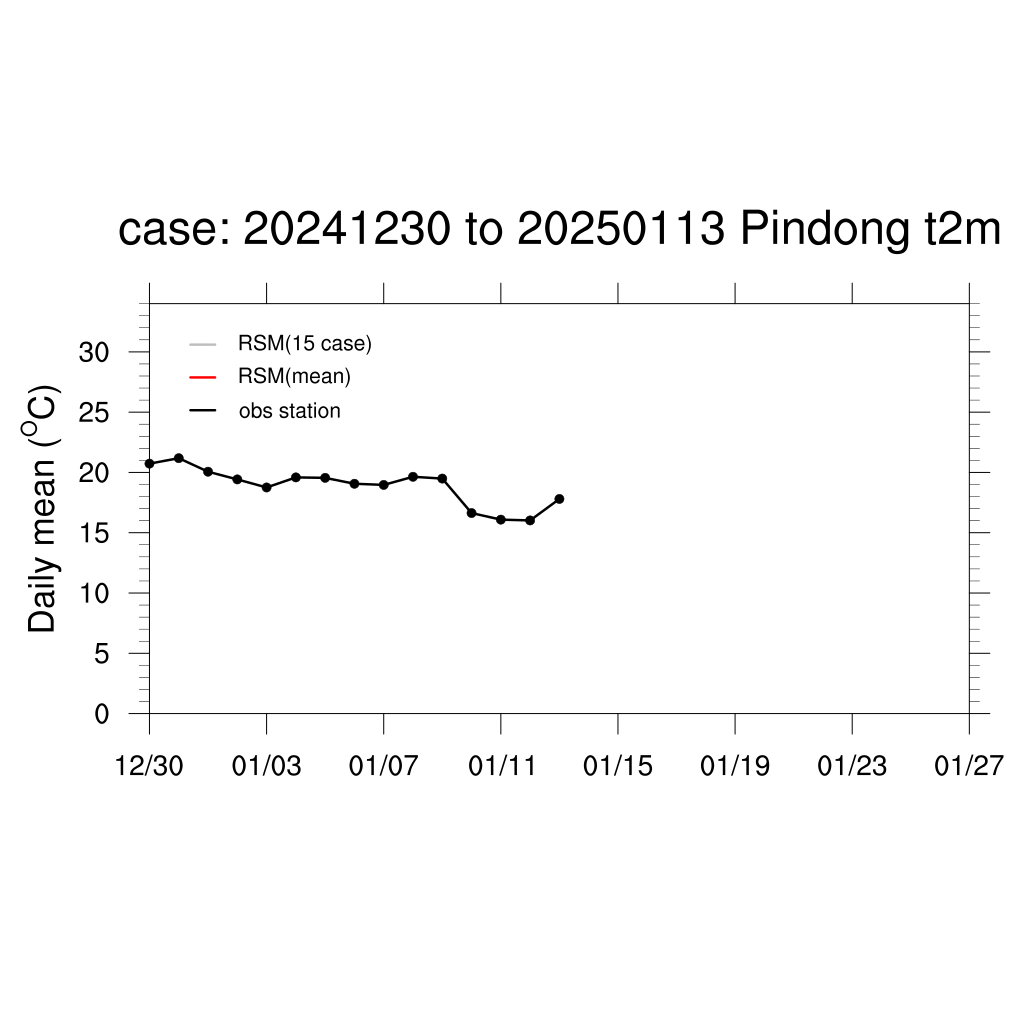 case: 20241230 to 20250113 Pindong t2m
RSM(15 case)
RSM(mean)
obs station
Daily mean (°C)
30
25
20
15
10
5
0
12/30 01/03 01/07 01/11 01/15 01/19 01/23 01/27